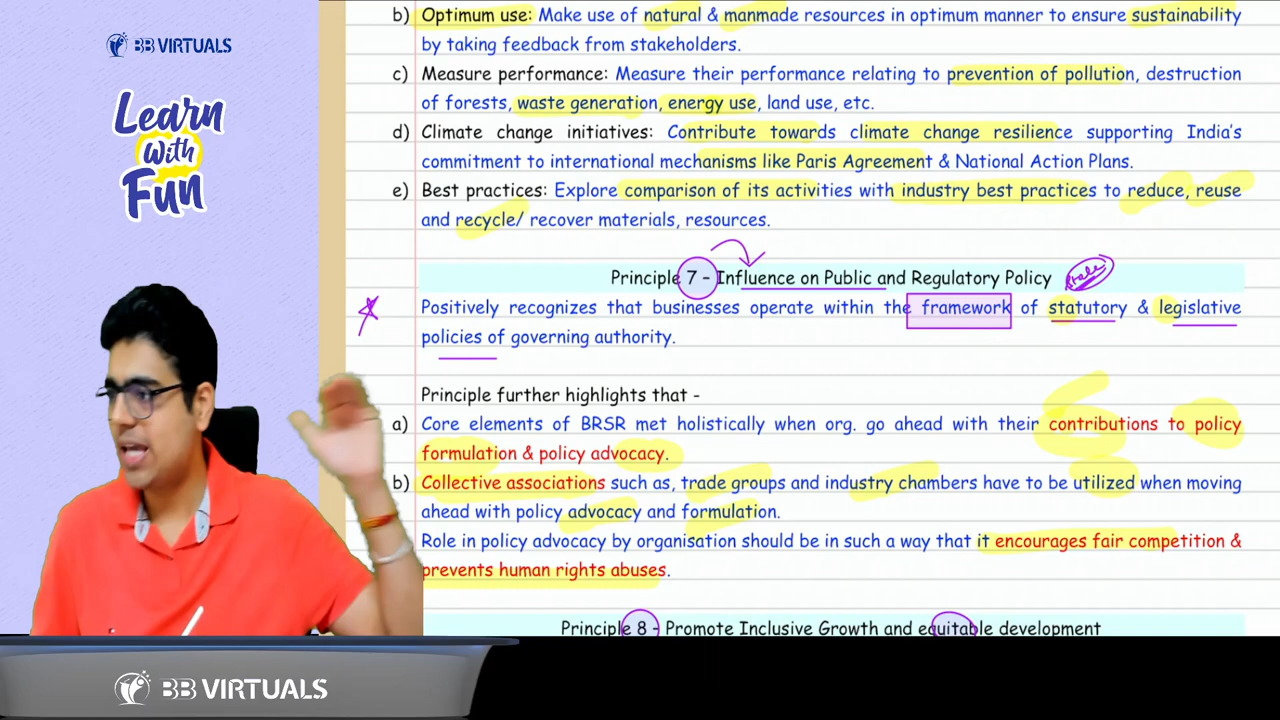 BB VIRTUALS
Learn
With
Fun
b) Optimum use: Make use of natural & manmade resources in optimum manner to ensure sustainability
by taking feedback from stakeholders.
c) Measure performance: Measure their performance relating to prevention of pollution, destruction
of forests, waste generation, energy use, land use, etc.
d) Climate change initiatives: Contribute towards climate change resilience supporting India's
commitment to international mechanisms like Paris Agreement & National Action Plans.
e) Best practices: Explore comparison of its activities with industry best practices to reduce, reuse
and recycle/ recover materials, resources.
Principle 7 - Influence on Public and Regulatory Policy
Positively recognizes that businesses operate within the framework of statutory & legislative
policies of governing authority.
Principle further highlights that -
a) Core elements of BRSR met holistically when org. go ahead with their contributions to policy
formulation & policy advocacy.
b) Collective associations such as, trade groups and industry chambers have to be utilized when moving
ahead with policy advocacy and formulation.
Role in policy advocacy by organisation should be in such a way that it encourages fair competition &
prevents human rights abuses.
Principle 8 - Promote Inclusive Growth and equitable development
BB VIRTUALS